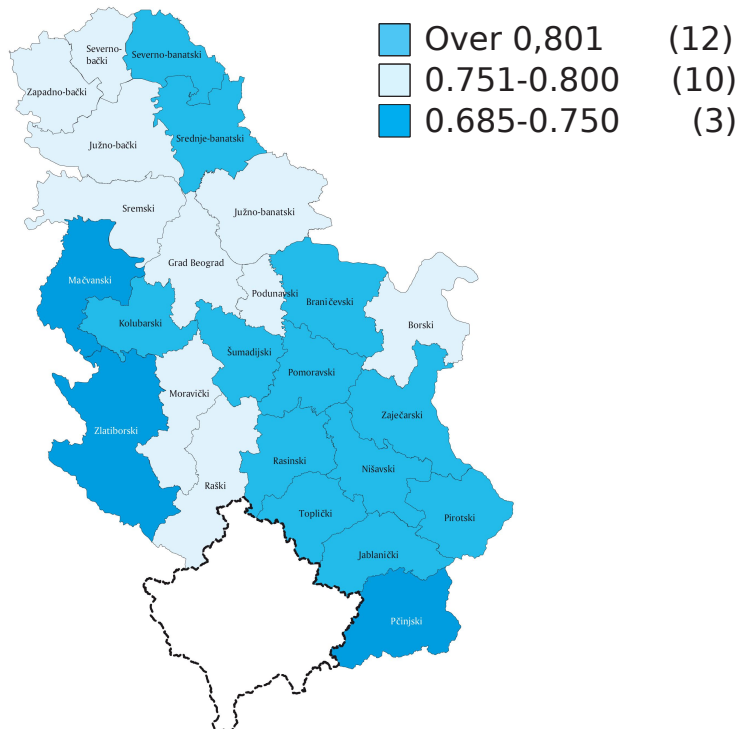 Over 0,801 (12)
0.751-0.800 (10)
0.685-0.750 (3)
Severno-
bački
Severno-banatski
Zapadno-bački
Južno-bački
Srednje-banatski
Sremski
Južno-banatski
Grad Beograd
Mačvanski
Podunavski
Braničevski
Kolubarski
Borski
Šumadijski
Pomoravski
Moravički
Zaječarski
Zlatiborski
Rasinski
Nišavski
Raški
Toplički
Pirotski
Jablanički
Pčinjski